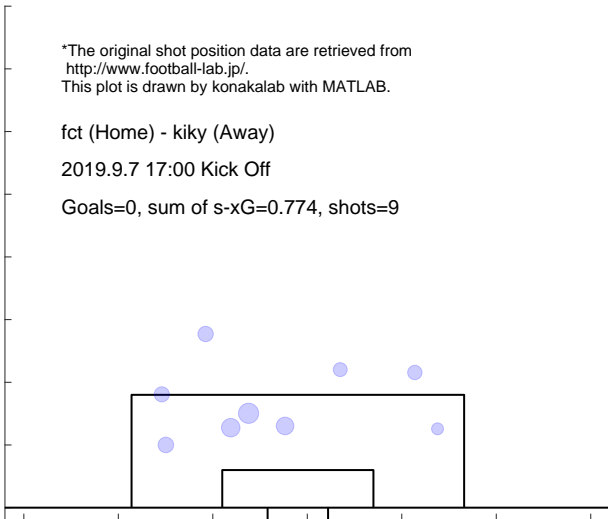 *The original shot position data are retrieved from
http://www.football-lab.jp/.
This plot is drawn by konakalab with MATLAB.
fct (Home) - kiky (Away)
2019.9.7 17:00 Kick Off
Goals=0, sum of s-xG=0.774, shots=9